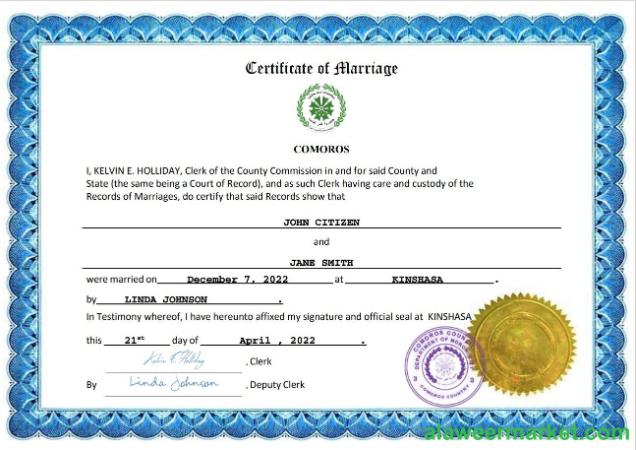 Certificate of Marriage
COMOROS
I, KELVIN E. HOLLIDAY, Clerk of the County Commission in and for said County and
State (the same being a Court of Record), and as such Clerk having care and custody of the
Records of Marriages, do certify that said Records show that
JOHN CITIZEN
and
JANE SMITH
were married on December 7, 2022 at KINSHASA .
by LINDA JOHNSON .
In Testimony whereof, I have hereunto affixed my signature and official seal at KINSHASA
this 21st day of April , 2022 .
Kelvin E. Holliday , Clerk
By Linda Johnson , Deputy Clerk
COMOROS COUN
DEPARTMENT OF
COMOROS COUNTRY
alaweermarket.com